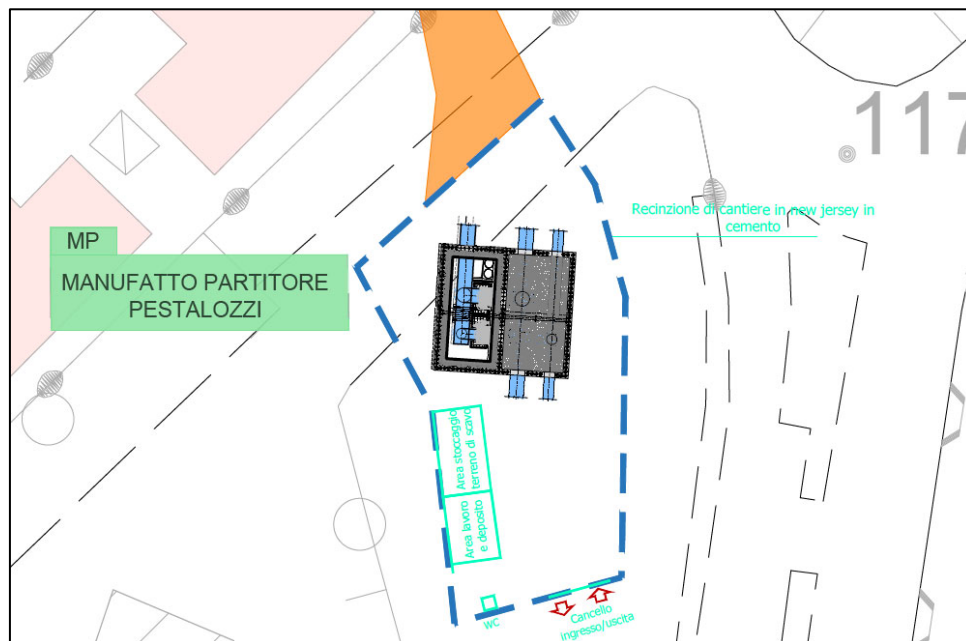 117
Recinzione di cantiere in new jersey in
cemento
MP
MANUFATTO PARTITORE
PESTALOZZI
Area stoccaggio
terreno di scavo
Area lavoro
e deposito
WC
Cancello
ingresso/uscita